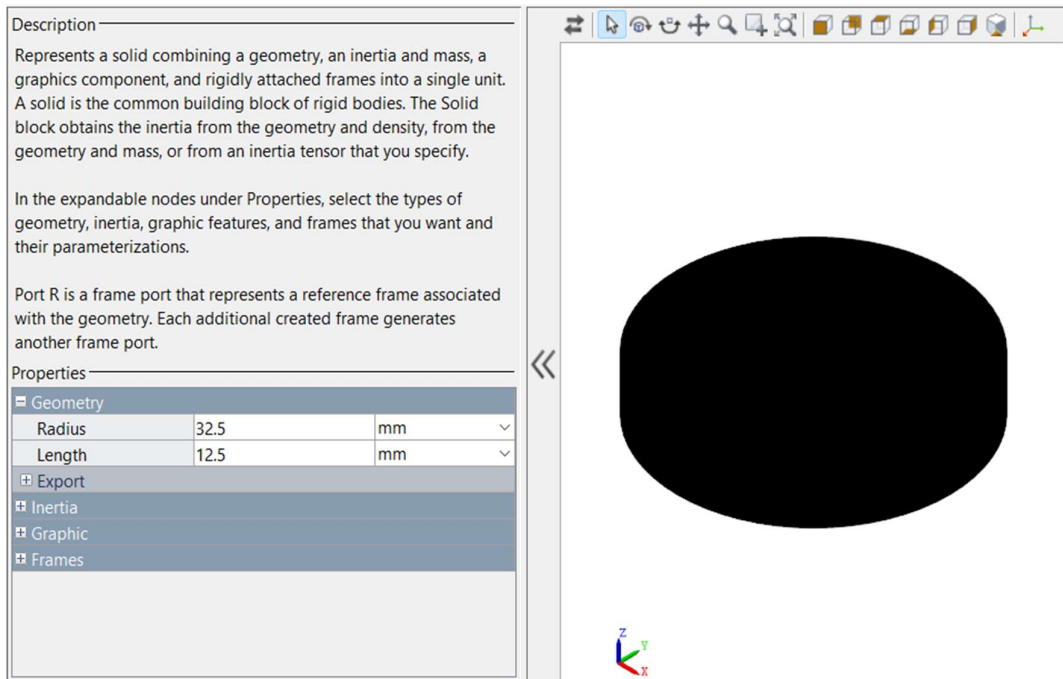 Description
Represents a solid combining a geometry, an inertia and mass, a
graphics component, and rigidly attached frames into a single unit.
A solid is the common building block of rigid bodies. The Solid
block obtains the inertia from the geometry and density, from the
geometry and mass, or from an inertia tensor that you specify.
In the expandable nodes under Properties, select the types of
geometry, inertia, graphic features, and frames that you want and
their parameterizations.
Port R is a frame port that represents a reference frame associated
with the geometry. Each additional created frame generates
another frame port.
Properties
Geometry
Radius 32.5 mm
Length 12.5 mm
Export
Inertia
Graphic
Frames
Z
Y
X